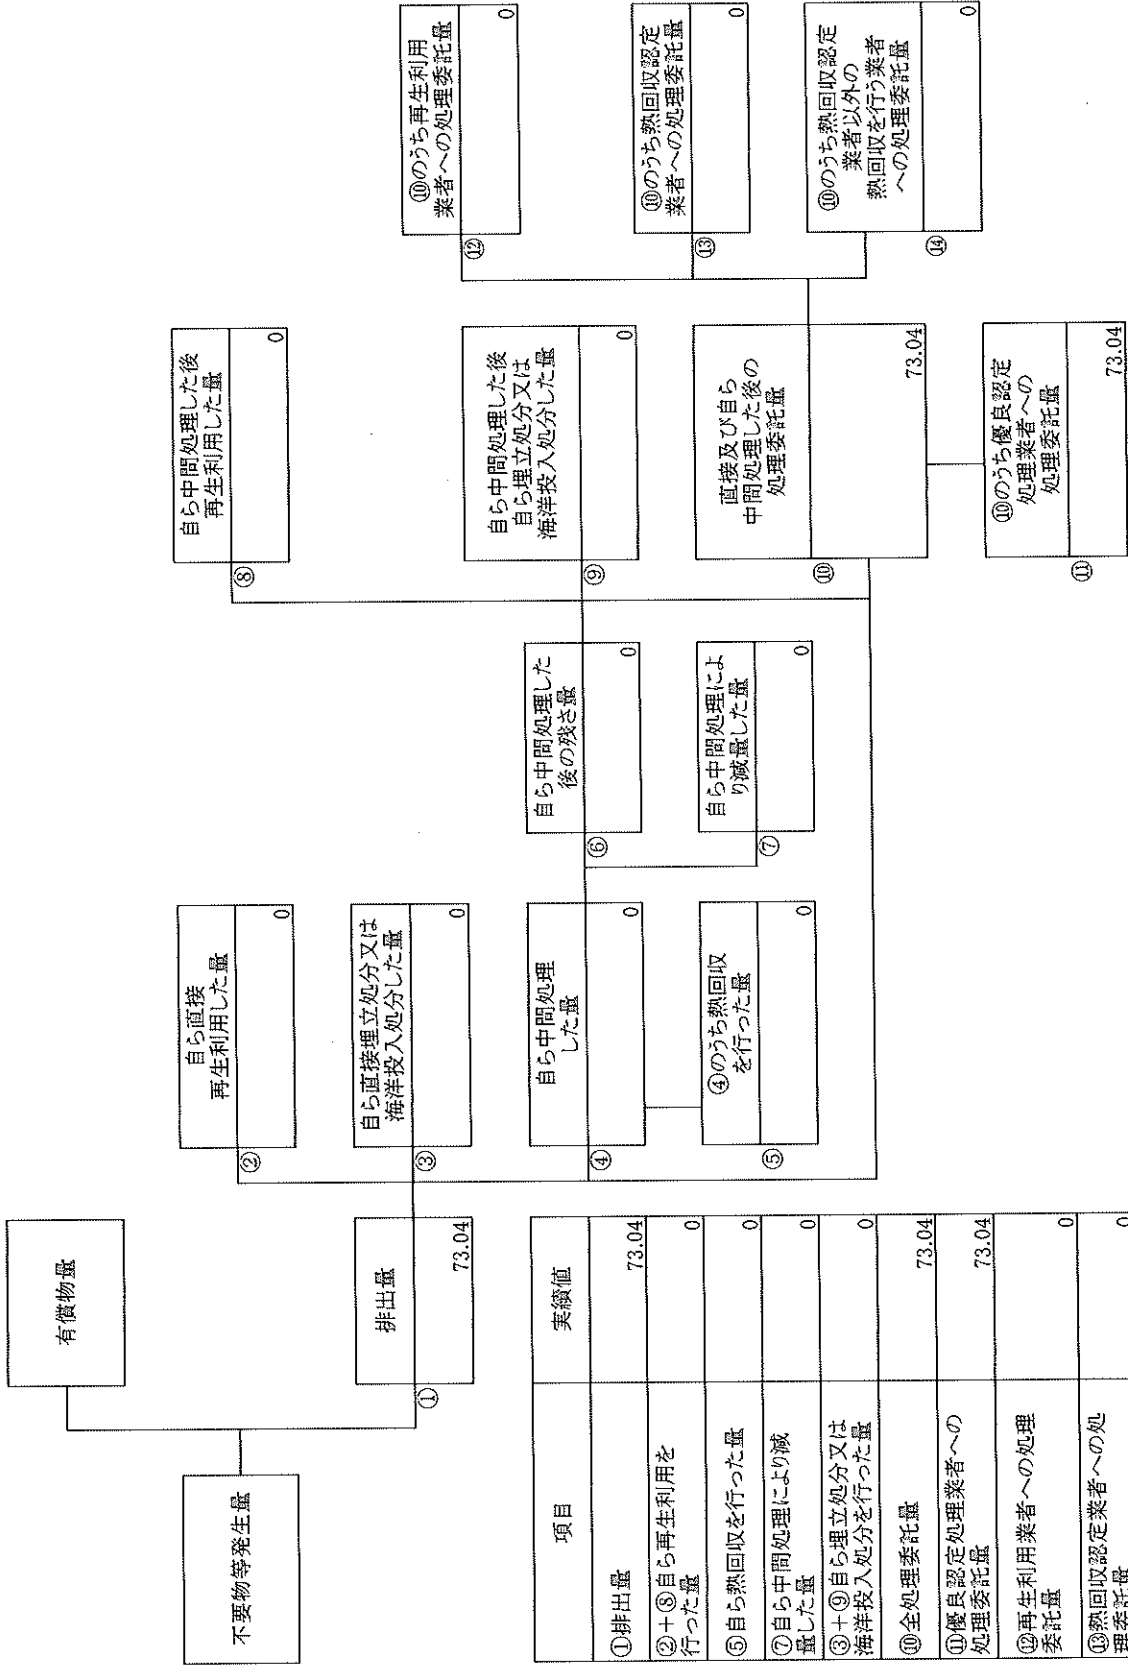 不要物等発生量
有償物量
①
排出量
73.04
②
自ら直接
再生利用した量
0
③
自ら直接埋立処分又は
海洋投入処分した量
0
④
自ら中間処理
した量
0
⑤
④のうち熱回収
を行った量
0
⑥
自ら中間処理した
後の残さ量
0
⑦
自ら中間処理によ
り減量した量
0
⑧
自ら中間処理した後
再生利用した量
0
⑨
自ら中間処理した後
自ら埋立処分又は
海洋投入処分した量
0
⑩
直接及び自ら
中間処理した後の
処理委託量
73.04
⑪
⑩のうち優良認定
処理業者への
処理委託量
73.04
⑫
⑩のうち再生利用
業者への処理委託量
0
⑬
⑩のうち熱回収認定
業者への処理委託量
0
⑭
⑩のうち熱回収認定
業者以外の
熱回収を行う業者
への処理委託量
0
項目 実績値
①排出量 73.04
②+⑧自ら再生利用を
行った量 0
⑤自ら熱回収を行った量 0
⑦自ら中間処理により減
量した量 0
③+⑨自ら埋立処分又は
海洋投入処分を行った量 0
⑩全処理委託量 73.04
⑪優良認定処理業者への
処理委託量 73.04
⑫再生利用業者への処理
委託量 0
⑬熱回収認定業者への処
理委託量 0